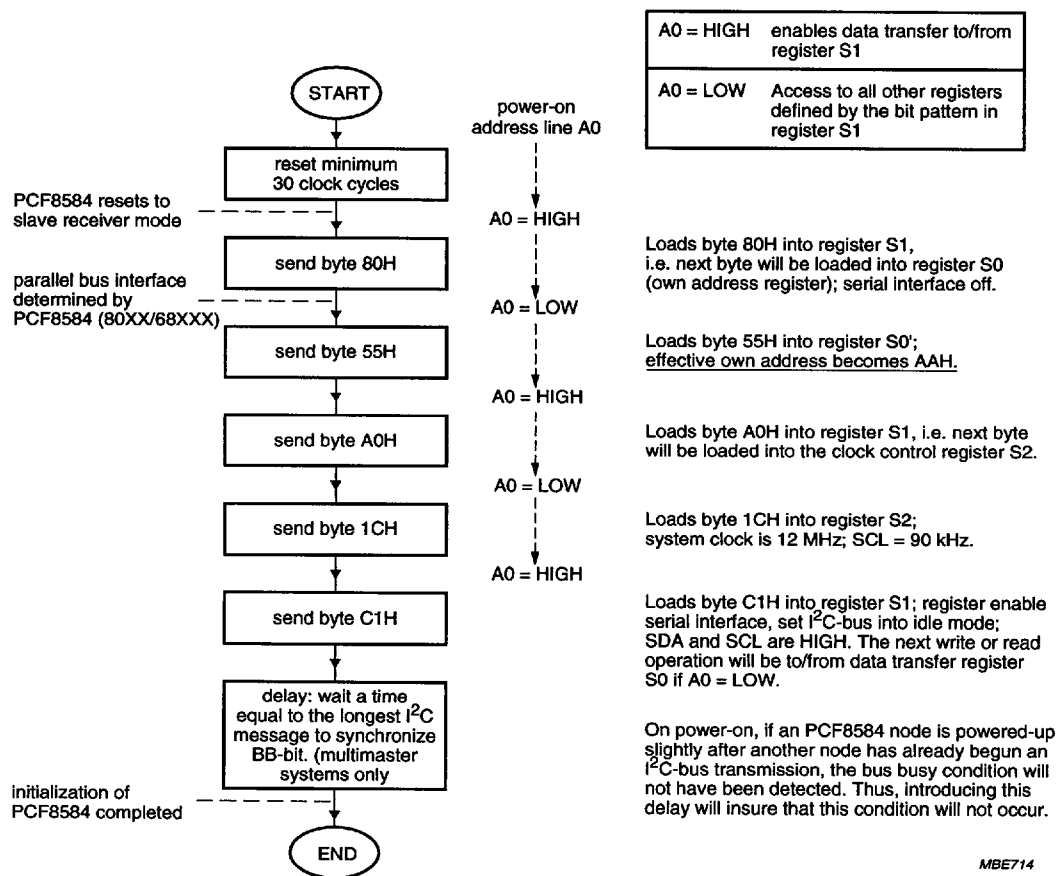 A0 = HIGH enables data transfer to/from
register S1
A0 = LOW Access to all other registers
defined by the bit pattern in
register S1
START
power-on
address line A0
reset minimum
30 clock cycles
PCF8584 resets to
slave receiver mode
A0 = HIGH
send byte 80H
Loads byte 80H into register S1,
i.e. next byte will be loaded into register S0
(own address register); serial interface off.
parallel bus interface
determined by
PCF8584 (80XX/68XXX)
A0 = LOW
send byte 55H
Loads byte 55H into register S0';
effective own address becomes AAH.
A0 = HIGH
send byte A0H
Loads byte A0H into register S1, i.e. next byte
will be loaded into the clock control register S2.
A0 = LOW
send byte 1CH
Loads byte 1CH into register S2;
system clock is 12 MHz; SCL = 90 kHz.
A0 = HIGH
send byte C1H
Loads byte C1H into register S1; register enable
serial interface, set I²C-bus into idle mode;
SDA and SCL are HIGH. The next write or read
operation will be to/from data transfer register
S0 if A0 = LOW.
delay: wait a time
equal to the longest I²C
message to synchronize
BB-bit. (multimaster
systems only
On power-on, if an PCF8584 node is powered-up
slightly after another node has already begun an
I²C-bus transmission, the bus busy condition will
not have been detected. Thus, introducing this
delay will insure that this condition will not occur.
initialization of
PCF8584 completed
END
MBE714